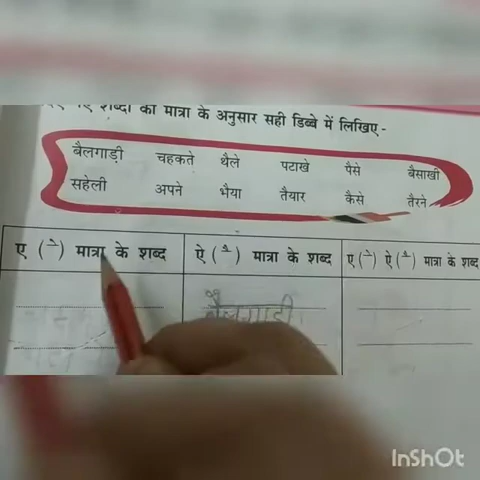 शब्दों को मात्रा के अनुसार सही डिब्बे में लिखिए -
बैलगाड़ी चहकते थैले पटाखे पैसे बैसाखी
सहेली अपने भैया तैयार कैसे तैरने
ए ( े ) मात्रा के शब्द ऐ ( ै ) मात्रा के शब्द ए ( े ) ऐ ( ै ) मात्रा के शब्द
बैलगाड़ी
InShOt